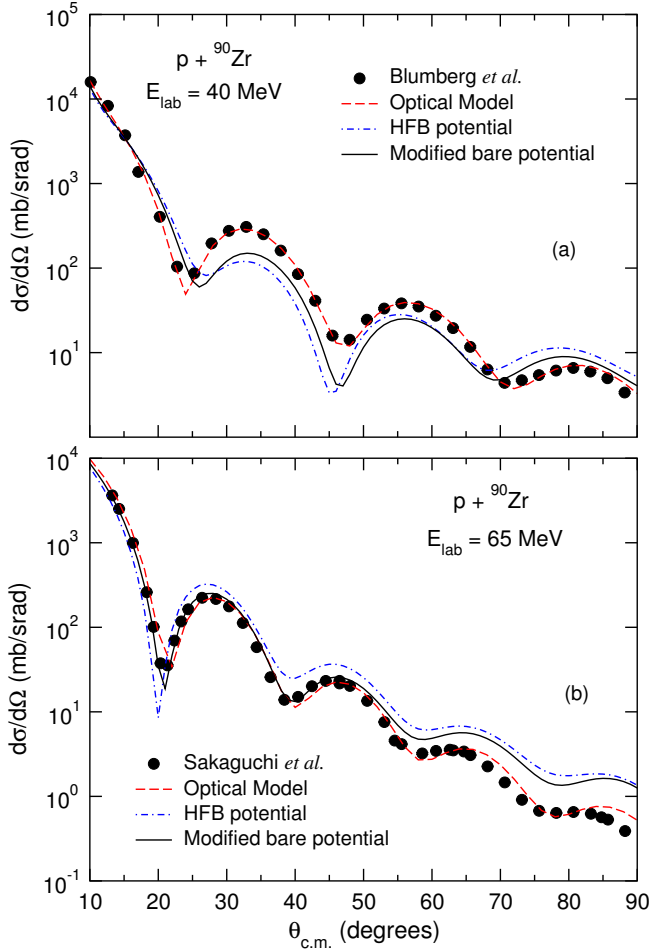 10^5
p + ^90Zr
E_lab = 40 MeV
Blumberg et al.
Optical Model
HFB potential
Modified bare potential
10^4
10^3
10^2
10^1
dσ/dΩ (mb/srad)
(a)
10^4
p + ^90Zr
E_lab = 65 MeV
10^3
10^2
10^1
10^0
10^-1
dσ/dΩ (mb/srad)
(b)
Sakaguchi et al.
Optical Model
HFB potential
Modified bare potential
10 20 30 40 50 60 70 80 90
θ_c.m. (degrees)